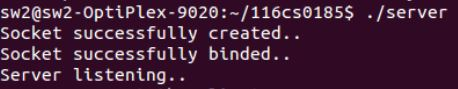 sw2@sw2-OptiPlex-9020:~/116cs0185$ ./server
Socket successfully created..
Socket successfully binded..
Server listening..